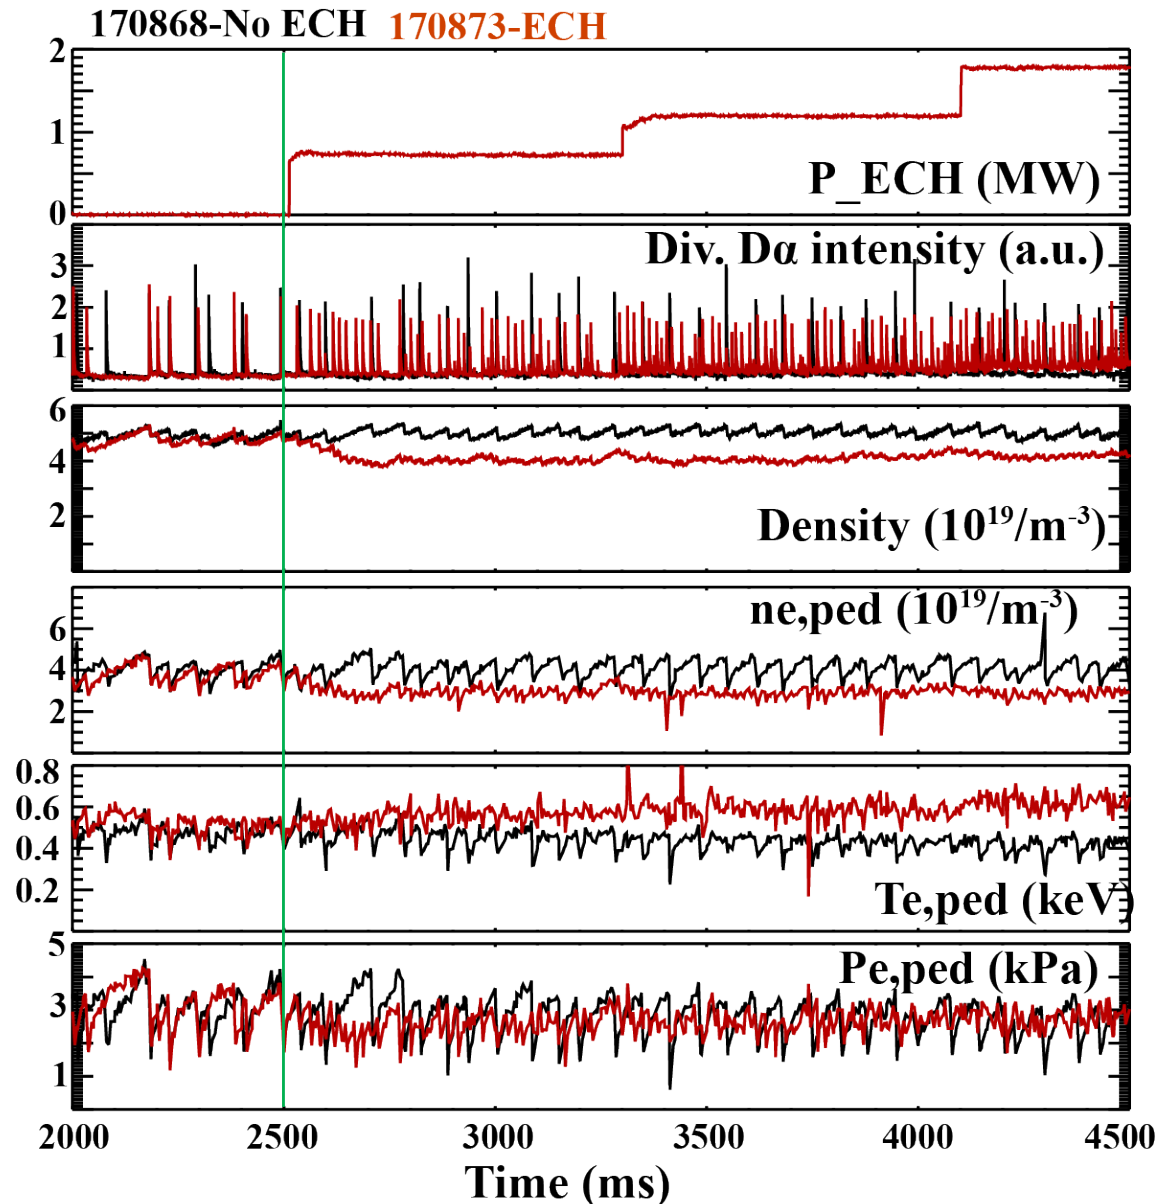 170868-No ECH 170873-ECH
2
1
0
P_ECH (MW)
3
2
1
Div. Dα intensity (a.u.)
6
4
2
Density (10¹⁹/m⁻³)
6
4
2
ne,ped (10¹⁹/m⁻³)
0.8
0.6
0.4
0.2
Te,ped (keV)
5
3
1
Pe,ped (kPa)
2000 2500 3000 3500 4000 4500
Time (ms)